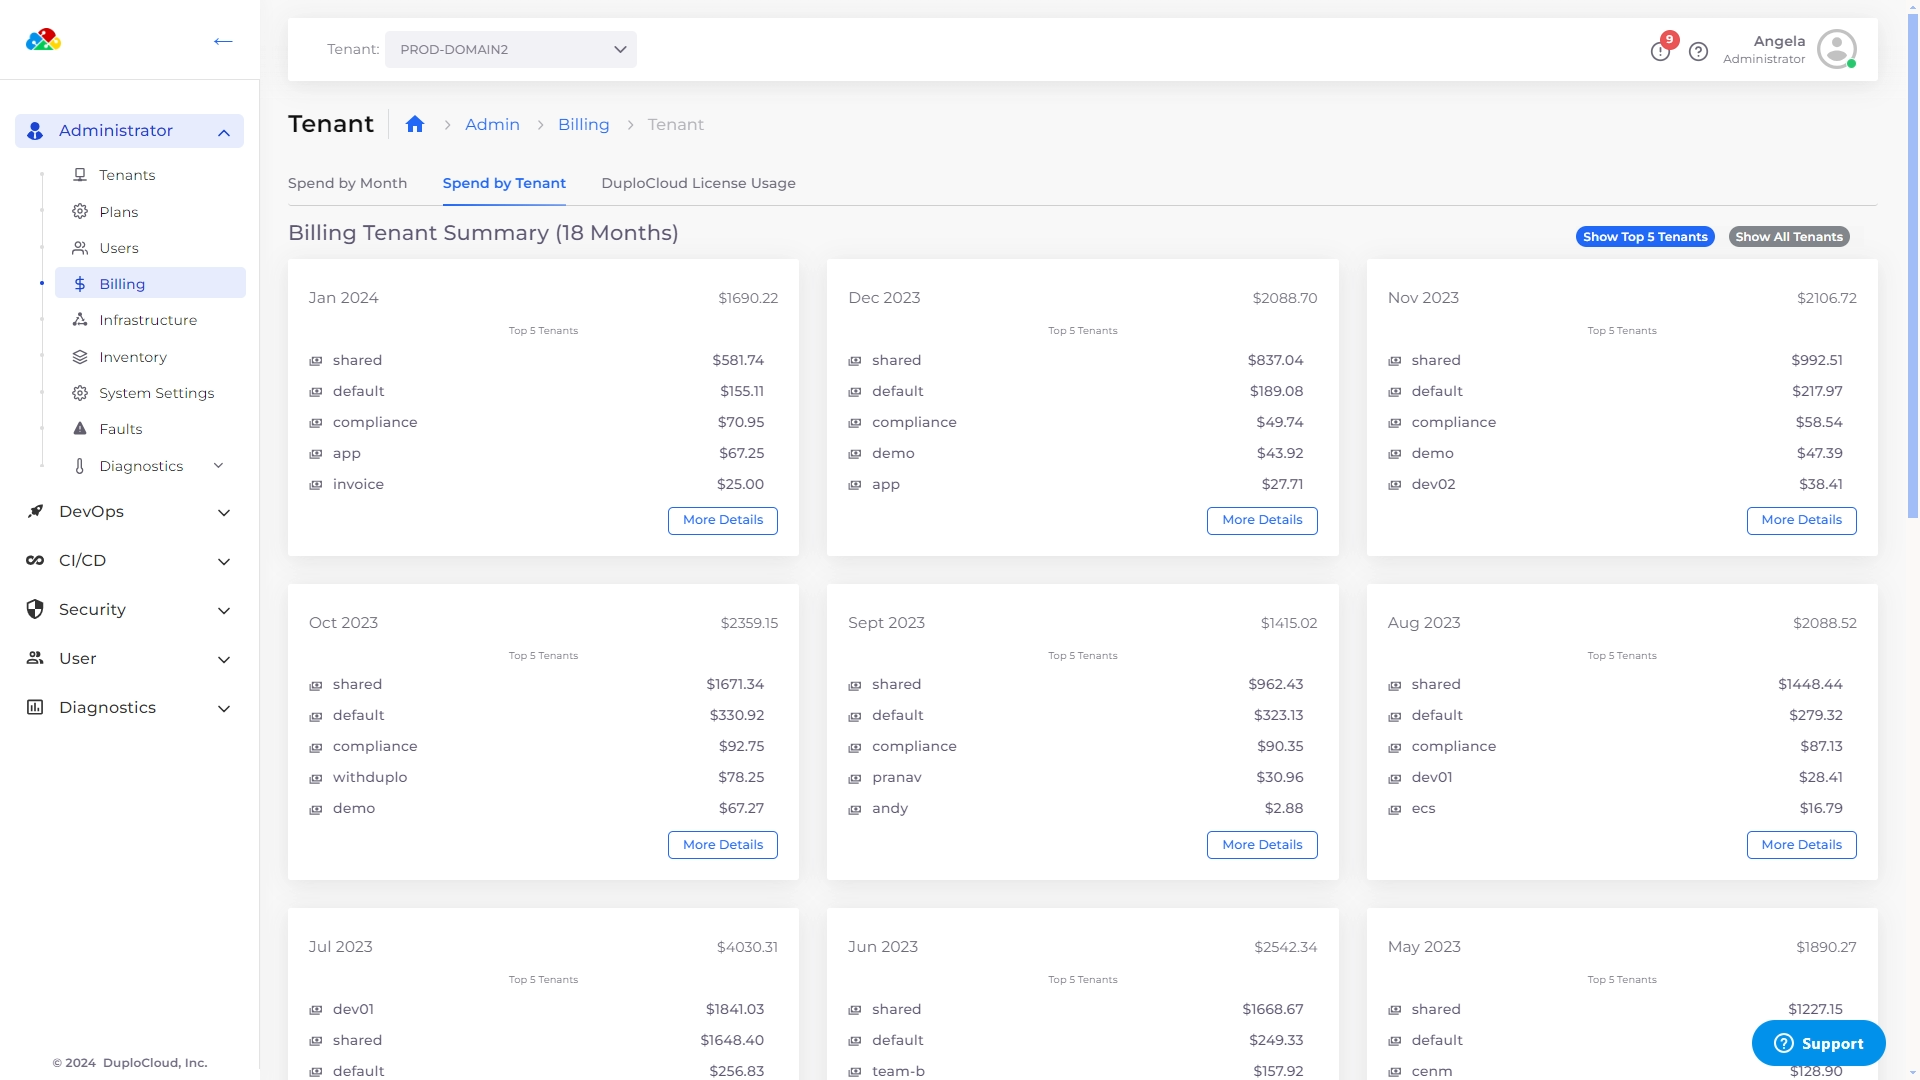 Tenant: PROD-DOMAIN2
9
Angela
Administrator
Tenant Admin Billing Tenant
Administrator
Tenants
Plans
Users
Billing
Infrastructure
Inventory
System Settings
Faults
Diagnostics
DevOps
CI/CD
Security
User
Diagnostics
© 2024 DuploCloud, Inc.
Spend by Month Spend by Tenant DuploCloud License Usage
Billing Tenant Summary (18 Months)
Show Top 5 Tenants Show All Tenants
Jan 2024 $1690.22
Top 5 Tenants
shared $581.74
default $155.11
compliance $70.95
app $67.25
invoice $25.00
More Details
Dec 2023 $2088.70
Top 5 Tenants
shared $837.04
default $189.08
compliance $49.74
demo $43.92
app $27.71
More Details
Nov 2023 $2106.72
Top 5 Tenants
shared $992.51
default $217.97
compliance $58.54
demo $47.39
dev02 $38.41
More Details
Oct 2023 $2359.15
Top 5 Tenants
shared $1671.34
default $330.92
compliance $92.75
withduplo $78.25
demo $67.27
More Details
Sept 2023 $1415.02
Top 5 Tenants
shared $962.43
default $323.13
compliance $90.35
pranav $30.96
andy $2.88
More Details
Aug 2023 $2088.52
Top 5 Tenants
shared $1448.44
default $279.32
compliance $87.13
dev01 $28.41
ecs $16.79
More Details
Jul 2023 $4030.31
Top 5 Tenants
dev01 $1841.03
shared $1648.40
default $256.83
Jun 2023 $2542.34
Top 5 Tenants
shared $1668.67
default $249.33
team-b $157.92
May 2023 $1890.27
Top 5 Tenants
shared $1227.15
default
cenm $128.90
Support